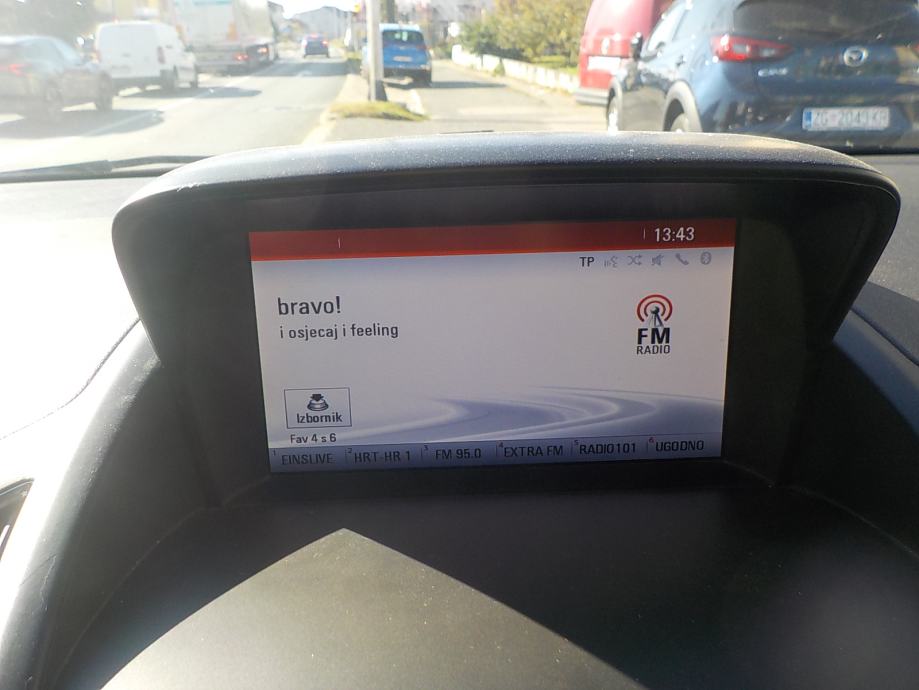 ZG·2049·KP
13:43
TP
bravo!
i osjecaj i feeling
FM
RADIO
Izbornik
Fav 4 s 6
1 EINSLIVE 2 HRT-HR 1 3 FM 95.0 4 EXTRA FM 5 RADIO101 6 UGODNO